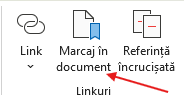 Link
Marcaj în
document
Referință
încrucișată
Linkuri